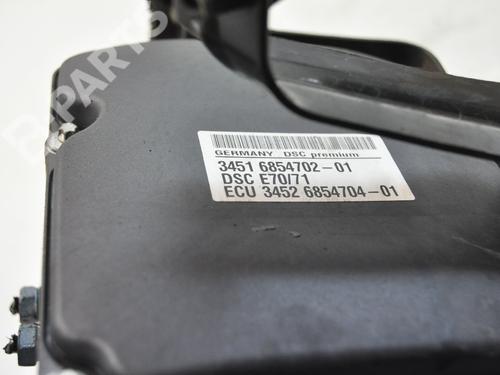 B-PARTS
GERMANY DSC premium
3451 6854702-01
DSC E70/71
ECU 3452 6854704-01